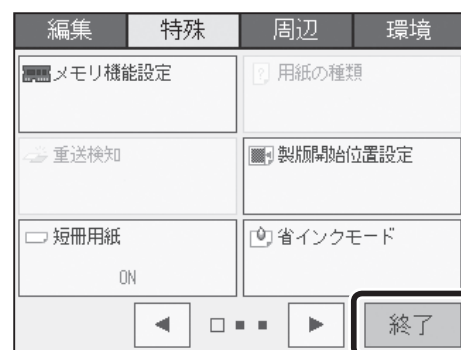 編集 特殊 周辺 環境
メモリ機能設定 用紙の種類
重送検知 製版開始位置設定
短冊用紙 省インクモード
ON
終了